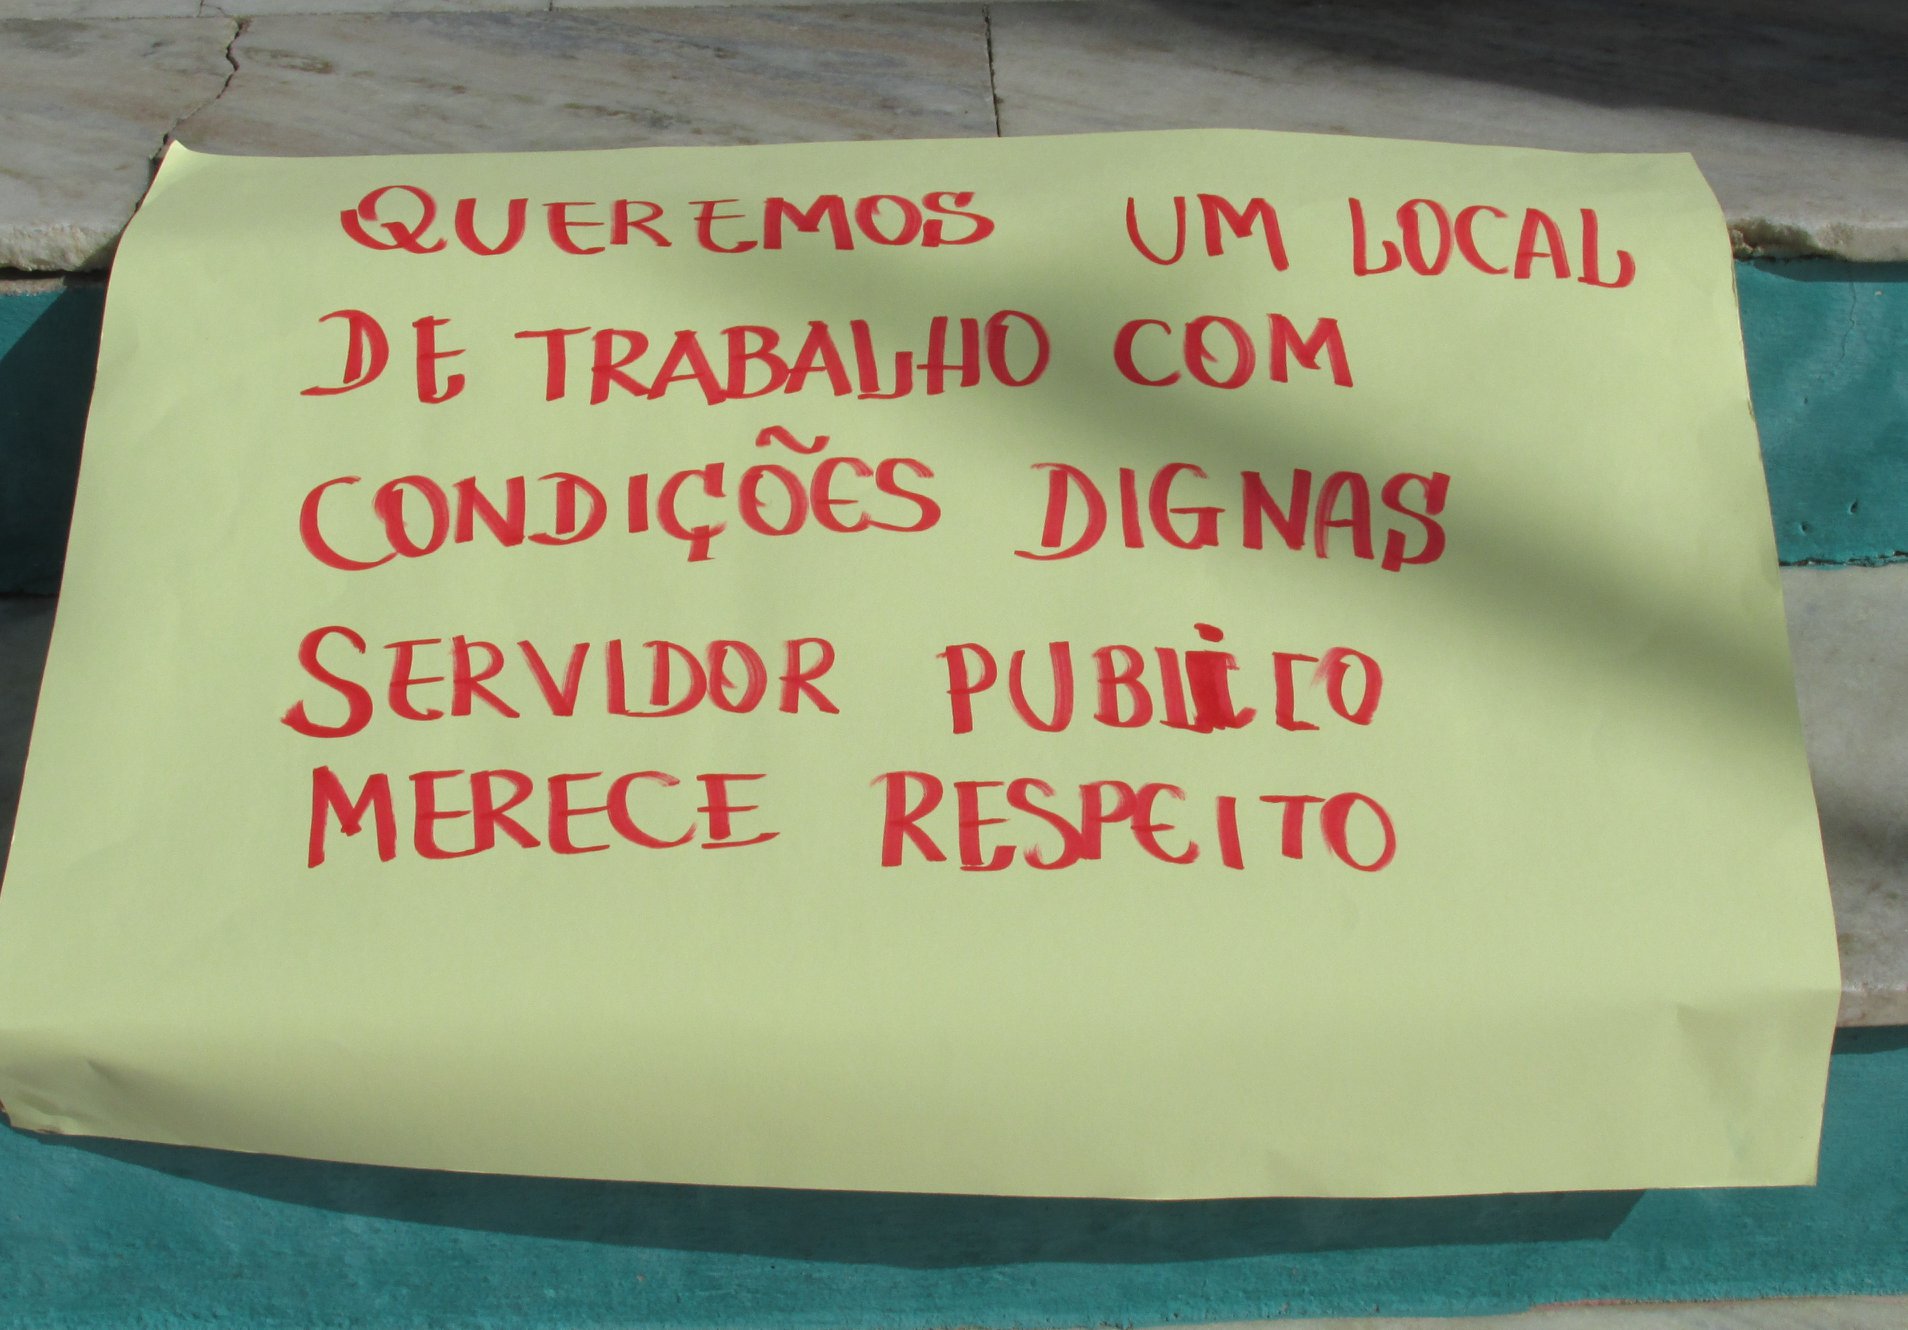 QUEREMOS UM LOCAL
DE TRABALHO COM
CONDIÇÕES DIGNAS
SERVIDOR PUBLICO
MERECE RESPEITO